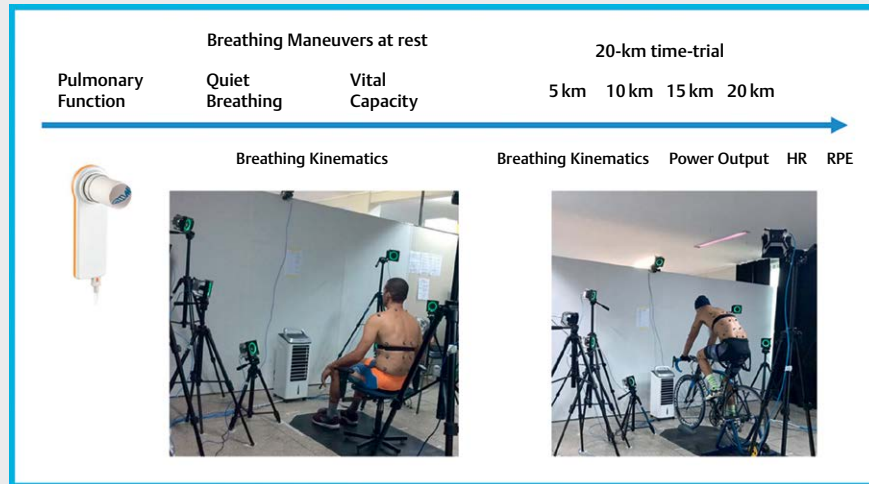 Breathing Maneuvers at rest
20-km time-trial
Pulmonary
Function
Quiet
Breathing
Vital
Capacity
5 km 10 km 15 km 20 km
Breathing Kinematics
Breathing Kinematics Power Output HR RPE